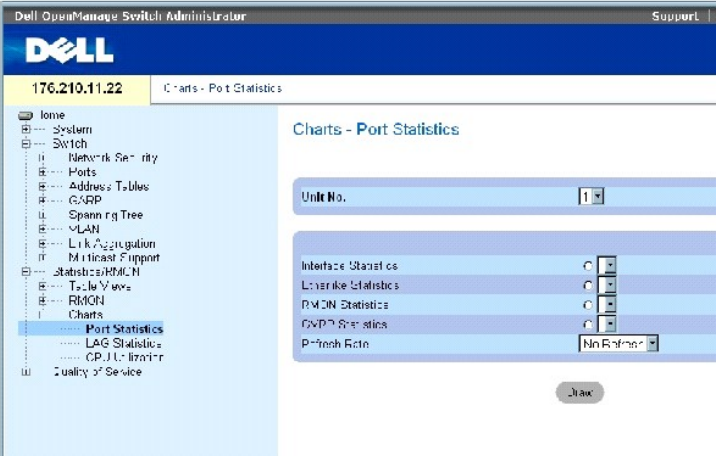 Dell OpenManage Switch Administrator
Support
DELL
176.210.11.22
Charts - Port Statistics
Home
System
Switch
Network Security
Ports
Address Tables
GARP
Spanning Tree
VLAN
Link Aggregation
Multicast Support
Statistics/RMON
Table Views
RMON
Charts
Port Statistics
LAG Statistics
CPU Utilization
Quality of Service
Charts - Port Statistics
Unit No.
1
Interface Statistics
Etherlike Statistics
RMON Statistics
GVRP Statistics
Refresh Rate
No Refresh
Draw